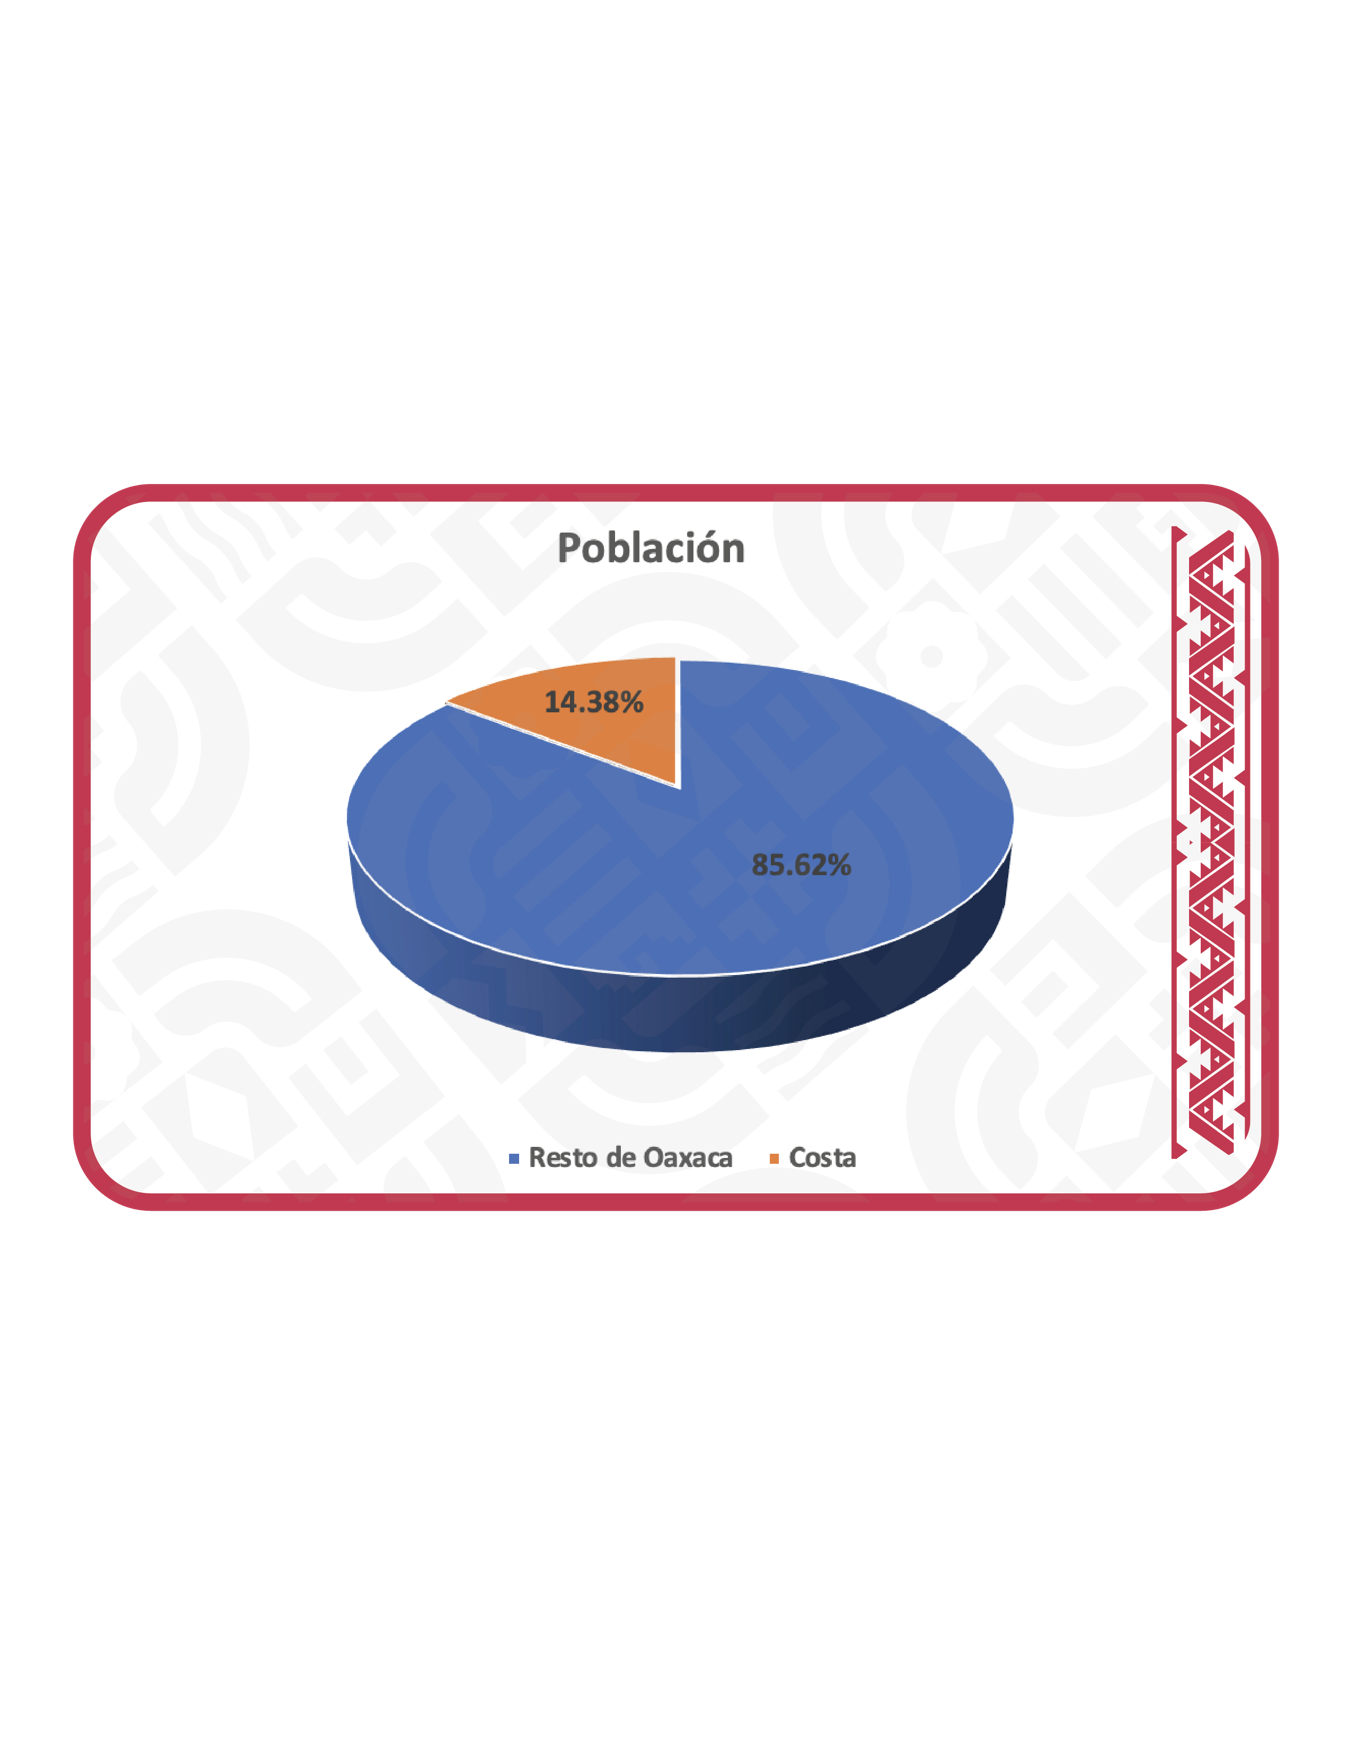 Población
14.38%
85.62%
Resto de Oaxaca Costa